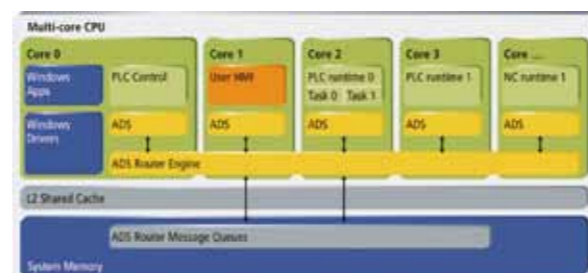 Multi-core CPU
Core 0
Core 1
Core 2
Core 3
Core ....
Windows Apps
PLC Control
User HMI
PLC runtime 0
Task 0 Task 1
PLC runtime 1
NC runtime 1
Windows Drivers
ADS
ADS
ADS
ADS
ADS
ADS Router Engine
L2 Shared Cache
ADS Router Message Queues
System Memory